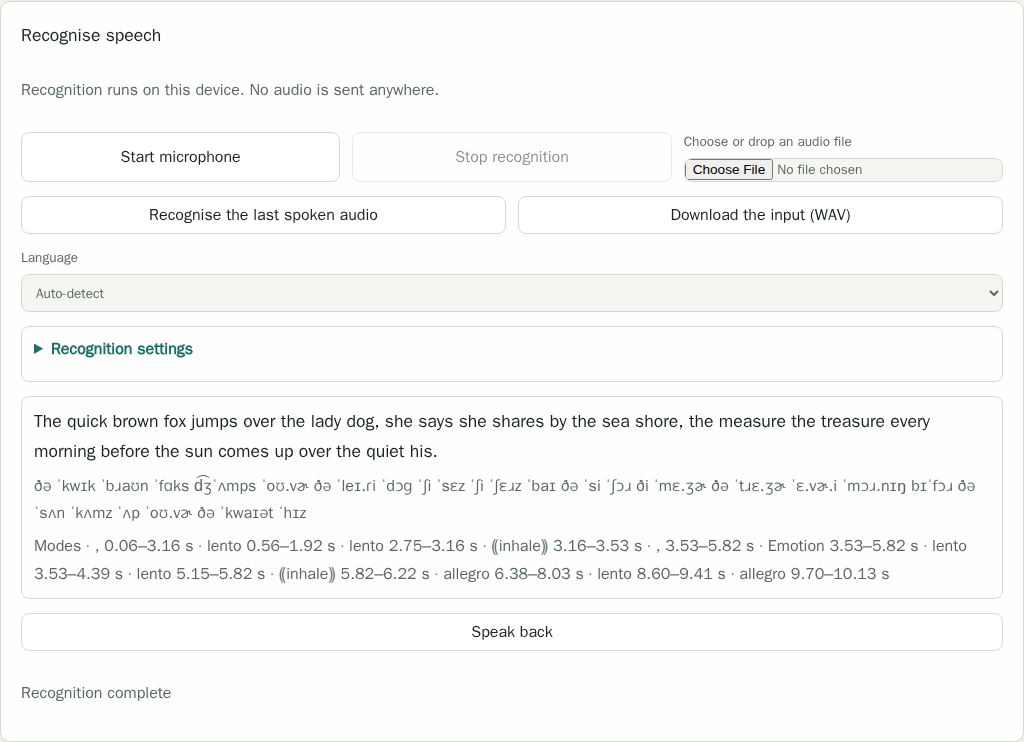 Recognise speech
Recognition runs on this device. No audio is sent anywhere.
Start microphone
Stop recognition
Choose or drop an audio file
Choose File No file chosen
Recognise the last spoken audio
Download the input (WAV)
Language
Auto-detect
Recognition settings
The quick brown fox jumps over the lady dog, she says she shares by the sea shore, the measure the treasure every
morning before the sun comes up over the quiet his.
ðə ˈkwɪk ˈbɹaʊn ˈfɑks d͡ʒˈʌmps ˈoʊ.vɚ ðə ˈleɪ.ɾi ˈdɔɡ ˈʃi ˈsɛz ˈʃi ˈʃɛɹz ˈbaɪ ðə ˈsi ˈʃɔɹ ði ˈmɛ.ʒɚ ðə ˈtɹɛ.ʒɚ ˈɛ.vɚ.i ˈmɔɹ.nɪŋ bɪˈfɔɹ ðə
ˈsʌn ˈkʌmz ˈʌp ˈoʊ.vɚ ðə ˈkwaɪət ˈhɪz
Modes · , 0.06–3.16 s · lento 0.56–1.92 s · lento 2.75–3.16 s · ⸨inhale⸩ 3.16–3.53 s · , 3.53–5.82 s · Emotion 3.53–5.82 s · lento
3.53–4.39 s · lento 5.15–5.82 s · ⸨inhale⸩ 5.82–6.22 s · allegro 6.38–8.03 s · lento 8.60–9.41 s · allegro 9.70–10.13 s
Speak back
Recognition complete